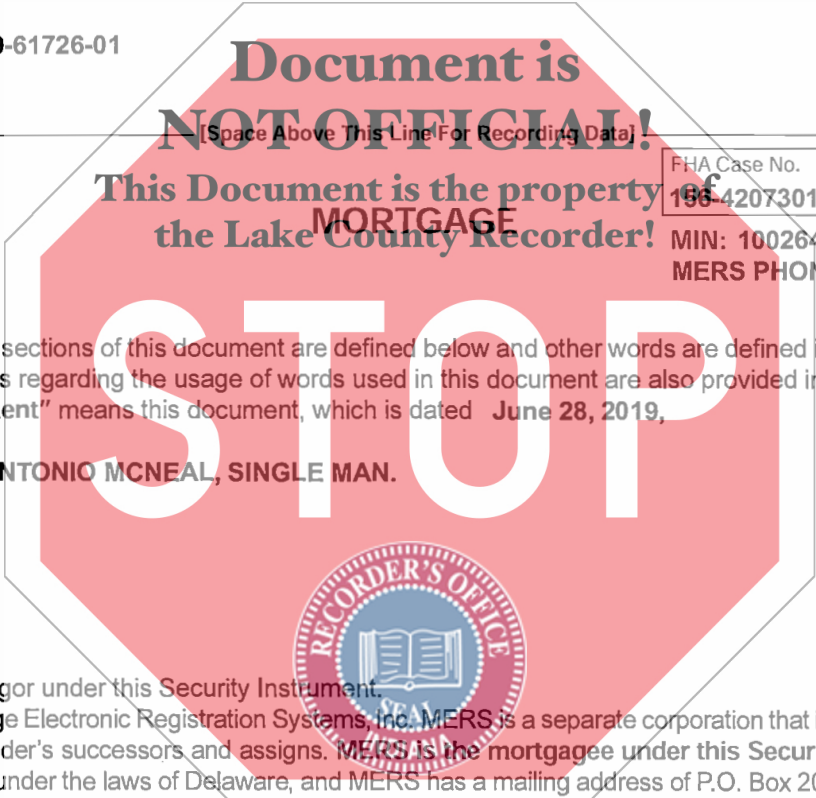 -61726-01
Document is
NOT OFFICIAL!
[Space Above This Line For Recording Data]
FHA Case No.
This Document is the property of
156-4207301
MORTGAGE
the Lake County Recorder!
MIN: 100264
MERS PHON
STOP
sections of this document are defined below and other words are defined i
s regarding the usage of words used in this document are also provided in
ent” means this document, which is dated June 28, 2019,
NTONIO MCNEAL, SINGLE MAN.
RECORDER'S OFFICE
SEAL
INDIANA
gor under this Security Instrument.
ge Electronic Registration Systems, Inc. MERS is a separate corporation that
der's successors and assigns. MERS is the mortgagee under this Secur
under the laws of Delaware, and MERS has a mailing address of P.O. Box 20